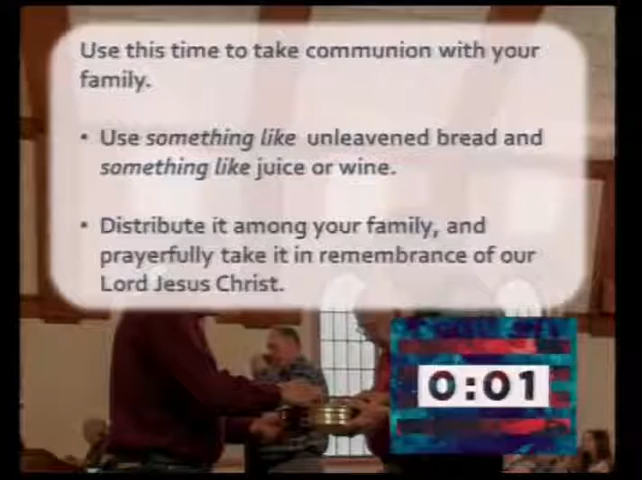 Use this time to take communion with your
family.
• Use something like unleavened bread and
something like juice or wine.
• Distribute it among your family, and
prayerfully take it in remembrance of our
Lord Jesus Christ.
0:01